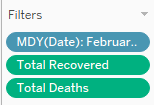 Filters
MDY(Date): Februar..
Total Recovered
Total Deaths